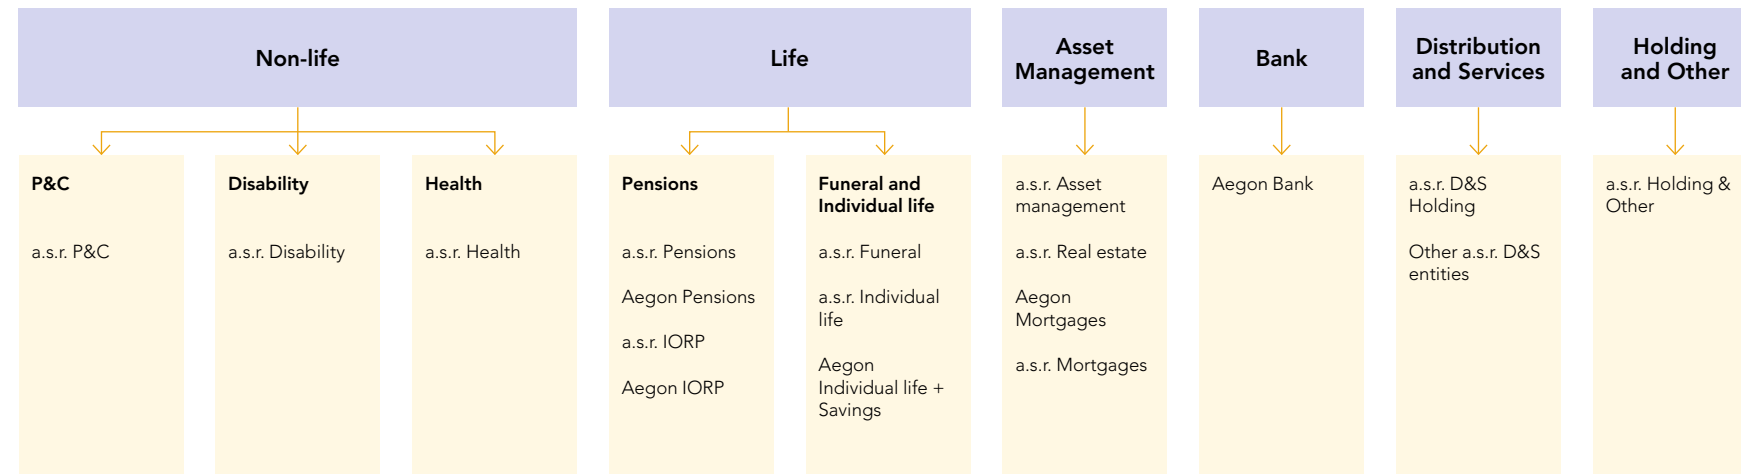 Non-life
Life
Asset
Management
Bank
Distribution
and Services
Holding
and Other
P&C
a.s.r. P&C
Disability
a.s.r. Disability
Health
a.s.r. Health
Pensions
a.s.r. Pensions
Aegon Pensions
a.s.r. IORP
Aegon IORP
Funeral and
Individual life
a.s.r. Funeral
a.s.r. Individual
life
Aegon
Individual life +
Savings
a.s.r. Asset
management
a.s.r. Real estate
Aegon
Mortgages
a.s.r. Mortgages
Aegon Bank
a.s.r. D&S
Holding
Other a.s.r. D&S
entities
a.s.r. Holding &
Other